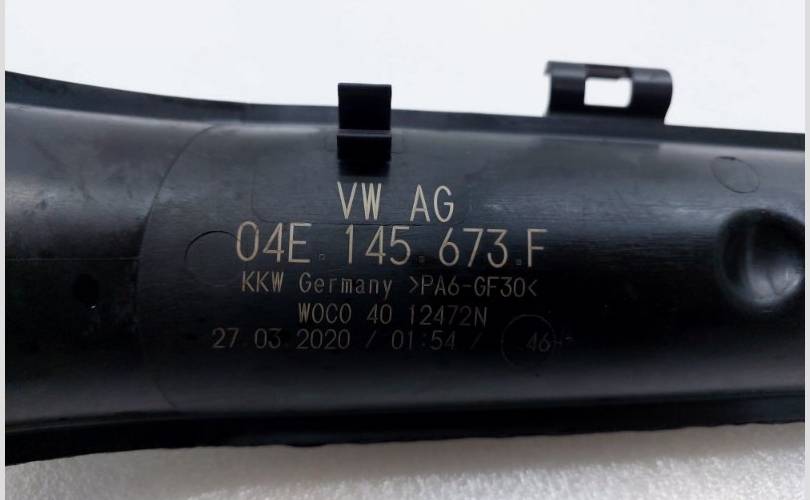 VW AG
04E.145.673.F
KKW Germany >PA6-GF30<
WOCO 40 12472N
27.03.2020 / 01:54 /